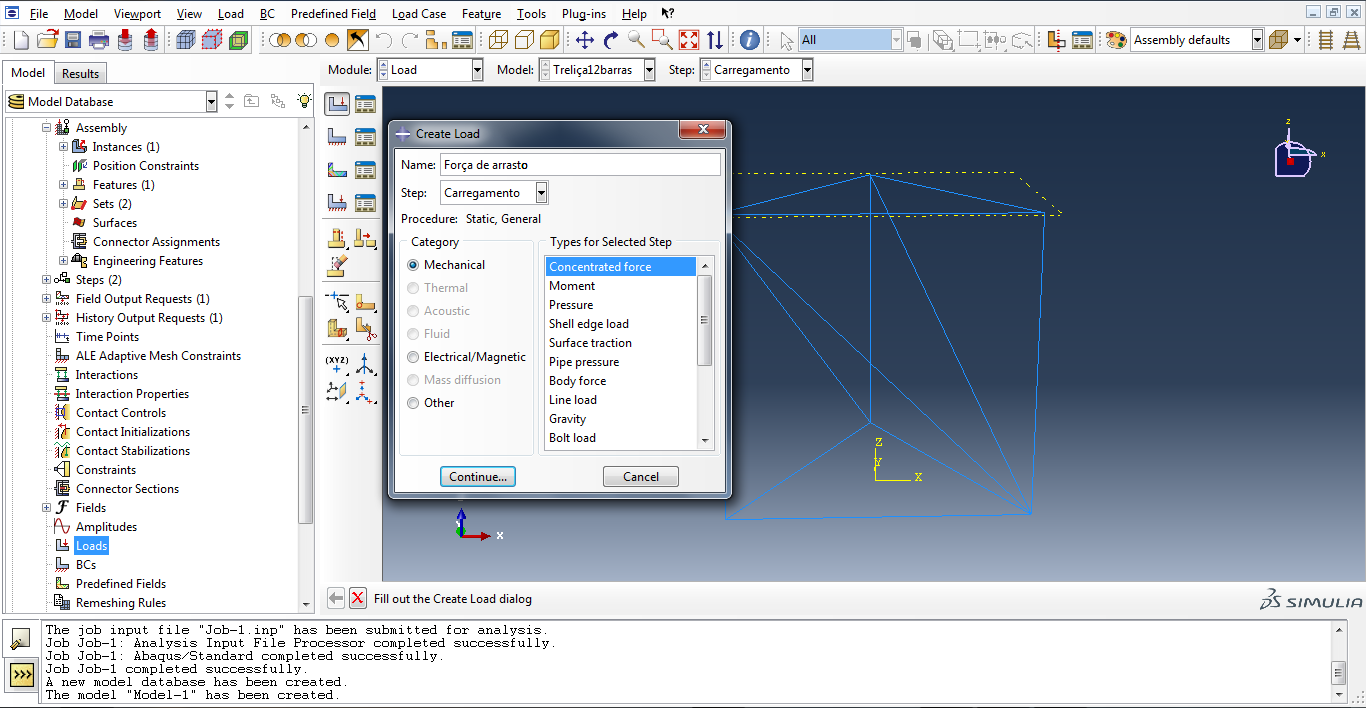 File Model Viewport View Load BC Predefined Field Load Case Feature Tools Plug-ins Help
All
Assembly defaults
Model Results
Module: Load Model: Treliça12barras Step: Carregamento
Model Database
Assembly
Instances (1)
Position Constraints
Features (1)
Sets (2)
Surfaces
Connector Assignments
Engineering Features
Steps (2)
Field Output Requests (1)
History Output Requests (1)
Time Points
ALE Adaptive Mesh Constraints
Interactions
Interaction Properties
Contact Controls
Contact Initializations
Contact Stabilizations
Constraints
Connector Sections
Fields
Amplitudes
Loads
BCs
Predefined Fields
Remeshing Rules
(XYZ)
Create Load
Name: Força de arrasto
Step: Carregamento
Procedure: Static, General
Category
Mechanical
Thermal
Acoustic
Fluid
Electrical/Magnetic
Mass diffusion
Other
Types for Selected Step
Concentrated force
Moment
Pressure
Shell edge load
Surface traction
Pipe pressure
Body force
Line load
Gravity
Bolt load
Continue... Cancel
z
x
Z
Y
X
X
Fill out the Create Load dialog
SIMULIA
The job input file "Job-1.inp" has been submitted for analysis.
Job Job-1: Analysis Input File Processor completed successfully.
Job Job-1: Abaqus/Standard completed successfully.
Job Job-1 completed successfully.
A new model database has been created.
The model "Model-1" has been created.
>>>